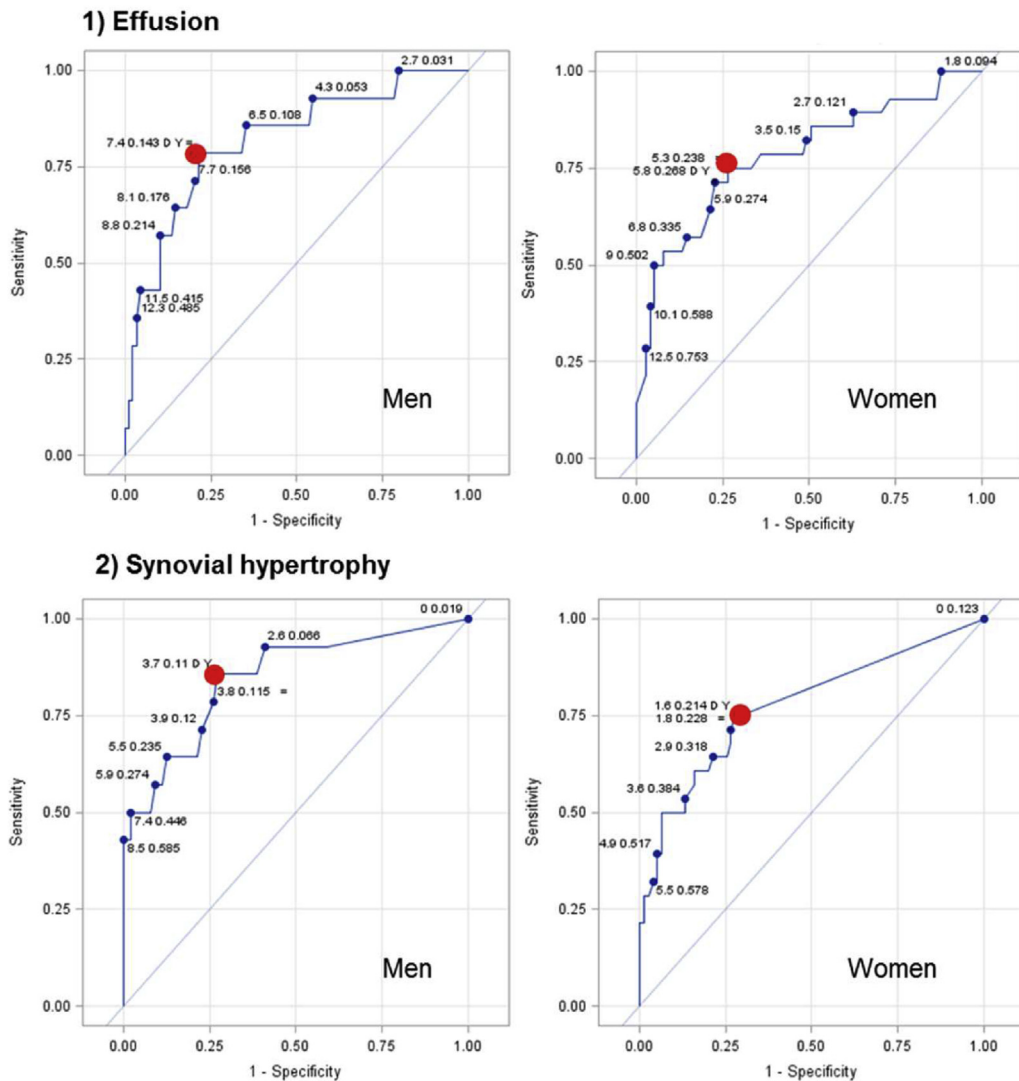 1) Effusion
2.7 0.031
4.3 0.053
6.5 0.108
7.4 0.143 D Y =
7.7 0.156
8.1 0.176
8.8 0.214
11.5 0.415
12.3 0.485
1.00
0.75
0.50
0.25
0.00
Sensitivity
Men
0.00 0.25 0.50 0.75 1.00
1 - Specificity
1.8 0.094
2.7 0.121
3.5 0.15
5.3 0.238 =
5.8 0.268 D Y
5.9 0.274
6.8 0.335
9 0.502
10.1 0.588
12.5 0.753
1.00
0.75
0.50
0.25
0.00
Sensitivity
Women
0.00 0.25 0.50 0.75 1.00
1 - Specificity
2) Synovial hypertrophy
0 0.019
2.6 0.066
3.7 0.11 D Y
3.8 0.115 =
3.9 0.12
5.5 0.235
5.9 0.274
7.4 0.446
8.5 0.585
1.00
0.75
0.50
0.25
0.00
Sensitivity
Men
0.00 0.25 0.50 0.75 1.00
1 - Specificity
0 0.123
1.6 0.214 D Y
1.8 0.228 =
2.9 0.318
3.6 0.384
4.9 0.517
5.5 0.578
1.00
0.75
0.50
0.25
0.00
Sensitivity
Women
0.00 0.25 0.50 0.75 1.00
1 - Specificity